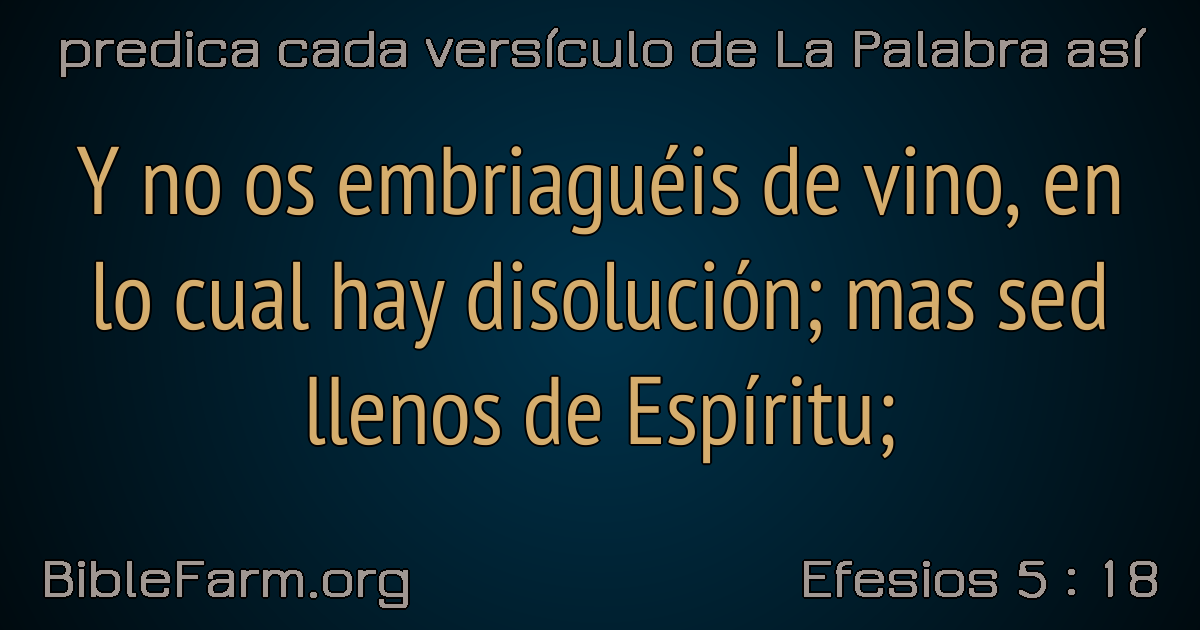 predica cada versículo de La Palabra así
Y no os embriaguéis de vino, en
lo cual hay disolución; mas sed
llenos de Espíritu;
BibleFarm.org
Efesios 5 : 18